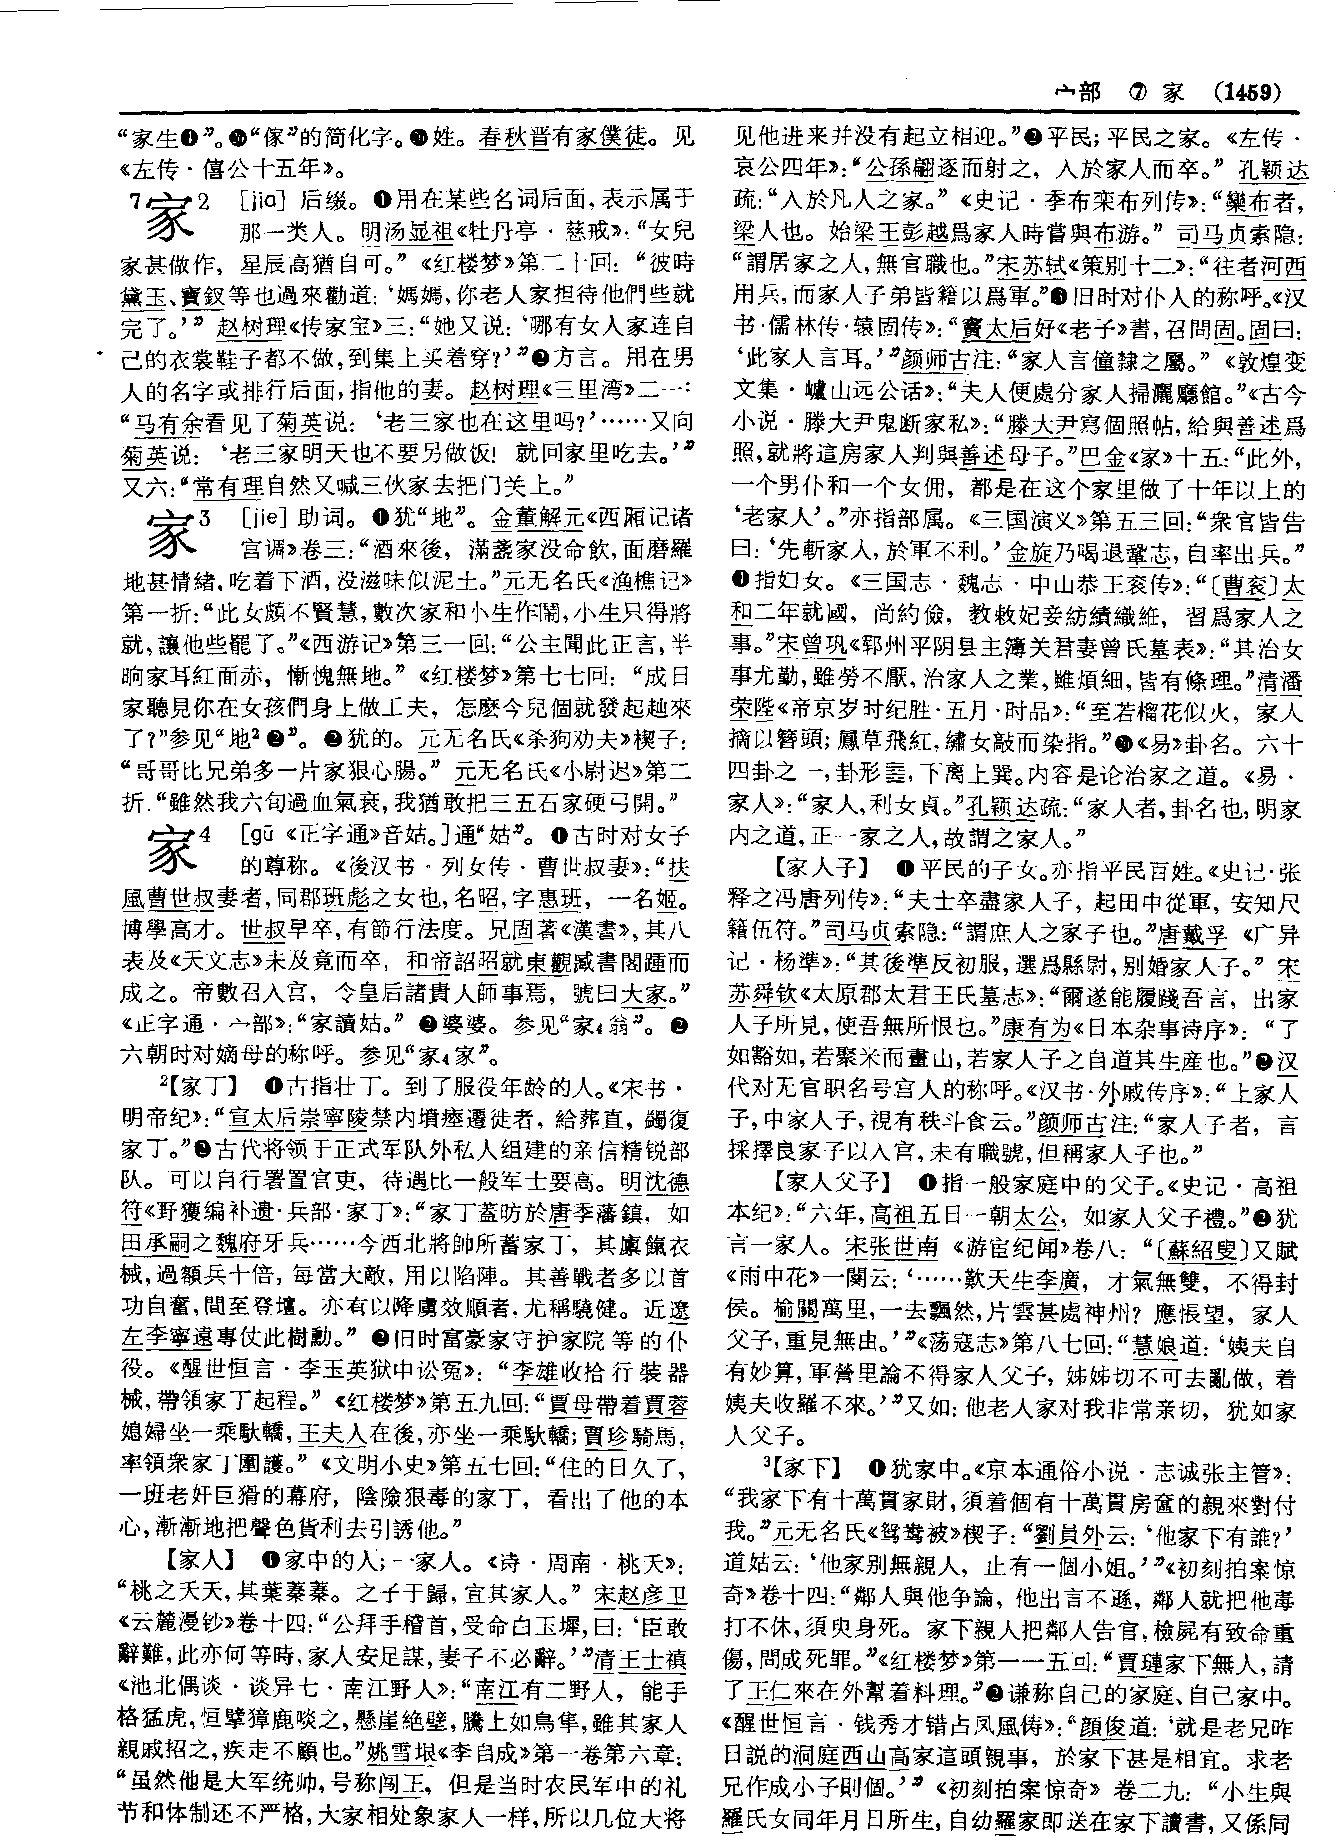 宀部 ⑦ 家 (1459)
“家生❶”。⓴“傢”的简化字。㉑姓。春秋晋有家僕徒。见
《左传·僖公十五年》。
7家2 [jia] 后缀。❶用在某些名词后面,表示属于
那一类人。明汤显祖《牡丹亭·慈戒》:“女兒
家甚做作，星辰高猶自可。”《红楼梦》第二十回：“彼時
黛玉、寶釵等也過來勸道:‘媽媽,你老人家担待他們些就
完了。’”赵树理《传家宝》三:“她又说:‘哪有女人家连自
己的衣裳鞋子都不做,到集上买着穿?’”❷方言。用在男
人的名字或排行后面,指他的妻。赵树理《三里湾》二一:
“马有余看见了菊英说：‘老三家也在这里吗?’……又向
菊英说：‘老三家明天也不要另做饭！就回家里吃去。’”
又六:“常有理自然又喊三伙家去把门关上。”
家3 [jie] 助词。❶犹“地”。金董解元《西厢记诸
宫调》卷三:“酒來後，滿盞家没命飲,面磨羅
地甚情緒,吃着下酒,没滋味似泥土。”元无名氏《渔樵记》
第一折:“此女頗不賢慧,數次家和小生作鬧,小生只得將
就,讓他些罷了。”《西游记》第三一回:“公主聞此正言,半
晌家耳紅面赤，慚愧無地。”《红楼梦》第七七回：“成日
家聽見你在女孩們身上做工夫，怎麽今兒個就發起趔來
了?”参见“地2❷”。❷犹的。元无名氏《杀狗劝夫》楔子:
“哥哥比兄弟多一片家狠心腸。”元无名氏《小尉迟》第二
折:“雖然我六旬過血氣衰,我猶敢把三五石家硬弓開。”
家4 [gū 《正字通》音姑。]通“姑”。❶古时对女子
的尊称。《後汉书·列女传·曹世叔妻》:“扶
風曹世叔妻者,同郡班彪之女也,名昭,字惠班，一名姬。
博學高才。世叔早卒,有節行法度。兄固著《漢書》,其八
表及《天文志》未及竟而卒，和帝詔昭就東觀臧書閣踵而
成之。帝數召入宫，令皇后諸貴人師事焉，號曰大家。”
《正字通·宀部》:“家讀姑。”❷婆婆。参见“家4翁”。❸
六朝时对嫡母的称呼。参见“家4家”。
2【家丁】 ❶古指壮丁。到了服役年龄的人。《宋书·
明帝纪》:“宣太后崇寧陵禁内墳瘞遷徙者，給葬直，蠲復
家丁。”❷古代将领于正式军队外私人组建的亲信精锐部
队。可以自行署置官吏，待遇比一般军士要高。明沈德
符《野獲编补遗·兵部·家丁》:“家丁蓋昉於唐季藩鎮，如
田承嗣之魏府牙兵……今西北將帥所蓄家丁，其廪餼衣
械,過額兵十倍,每當大敵,用以陷陣。其善戰者多以首
功自奮,間至登壇。亦有以降虜效順者,尤稱驍健。近遼
左李寧遠專仗此樹勳。”❸旧时富豪家守护家院等的仆
役。《醒世恒言·李玉英狱中讼冤》：“李雄收拾行裝器
械,帶領家丁起程。”《红楼梦》第五九回:“賈母帶着賈蓉
媳婦坐一乘馱轎,王夫人在後,亦坐一乘馱轎;賈珍騎馬,
率領衆家丁圍護。”《文明小史》第五七回:“住的日久了,
一班老奸巨猾的幕府，陰險狠毒的家丁，看出了他的本
心,漸漸地把聲色貨利去引誘他。”
【家人】 ❶家中的人;一家人。《诗·周南·桃夭》:
“桃之夭夭,其葉蓁蓁。之子于歸,宜其家人。”宋赵彦卫
《云麓漫钞》卷十四:“公拜手稽首,受命白玉墀,曰:‘臣敢
辭難,此亦何等時,家人安足謀,妻子不必辭。’”清王士禛
《池北偶谈·谈异七·南江野人》:“南江有二野人，能手
格猛虎,恒擘獐鹿啖之,懸崖絶壁,騰上如鳥隼,雖其家人
親戚招之,疾走不顧也。”姚雪垠《李自成》第一卷第六章:
“虽然他是大军统帅,号称闯王，但是当时农民军中的礼
节和体制还不严格,大家相处象家人一样,所以几位大将
见他进来并没有起立相迎。”❷平民;平民之家。《左传·
哀公四年》:“公孫翩逐而射之，入於家人而卒。”孔颖达
疏:“入於凡人之家。”《史记·季布栾布列传》:“欒布者,
梁人也。始梁王彭越爲家人時嘗與布游。”司马贞索隐:
“謂居家之人,無官職也。”宋苏轼《策别十二》:“往者河西
用兵,而家人子弟皆籍以爲軍。”❸旧时对仆人的称呼。《汉
书·儒林传·辕固传》:“竇太后好《老子》書,召問固。固曰:
‘此家人言耳。’”颜师古注:“家人言僮隸之屬。”《敦煌变
文集·㠠山远公话》:“夫人便處分家人掃灑廳館。”《古今
小说·滕大尹鬼断家私》:“滕大尹寫個照帖,給與善述爲
照,就將這房家人判與善述母子。”巴金《家》十五:“此外,
一个男仆和一个女佣，都是在这个家里做了十年以上的
‘老家人’。”亦指部属。《三国演义》第五三回:“衆官皆告
曰:‘先斬家人,於軍不利。’金旋乃喝退鞏志,自率出兵。”
❹指妇女。《三国志·魏志·中山恭王衮传》:“〔曹衮〕太
和二年就國，尚約儉，教敕妃妾紡績織紝，習爲家人之
事。”宋曾巩《郓州平阴县主簿关君妻曾氏墓表》:“其治女
事尤勤,雖勞不厭,治家人之業,雖煩細,皆有條理。”清潘
荣陛《帝京岁时纪胜·五月·时品》:“至若榴花似火，家人
摘以簪頭;鳳草飛紅,繡女敲而染指。”❺《易》卦名。六十
四卦之一,卦形䷤,下离上巽。内容是论治家之道。《易·
家人》:“家人,利女貞。”孔颖达疏:“家人者,卦名也,明家
内之道,正一家之人,故謂之家人。”
【家人子】 ❶平民的子女。亦指平民百姓。《史记·张
释之冯唐列传》:“夫士卒盡家人子，起田中從軍，安知尺
籍伍符。”司马贞索隐:“謂庶人之家子也。”唐戴孚《广异
记·杨準》:“其後準反初服,選爲縣尉,别婚家人子。”宋
苏舜钦《太原郡太君王氏墓志》:“爾遂能履踐吾言，出家
人子所見,使吾無所恨也。”康有为《日本杂事诗序》：“了
如豁如,若聚米而畫山,若家人子之自道其生産也。”❷汉
代对无官职名号宫人的称呼。《汉书·外戚传序》:“上家人
子,中家人子,視有秩斗食云。”颜师古注:“家人子者，言
採擇良家子以入宫,未有職號,但稱家人子也。”
【家人父子】 ❶指一般家庭中的父子。《史记·高祖
本纪》:“六年,高祖五日一朝太公，如家人父子禮。”❷犹
言一家人。宋张世南《游宦纪闻》卷八：“〔蘇紹叟〕又賦
《雨中花》一闋云:‘……歎天生李廣，才氣無雙，不得封
侯。榆關萬里,一去飄然,片雲甚處神州?應悵望，家人
父子,重見無由。’”《荡寇志》第八七回:“慧娘道:‘姨夫自
有妙算,軍營里論不得家人父子，姊姊切不可去亂做，着
姨夫收羅不來。’”又如:他老人家对我非常亲切，犹如家
人父子。
3【家下】 ❶犹家中。《京本通俗小说·志诚张主管》:
“我家下有十萬貫家財,須着個有十萬貫房奩的親來對付
我。”元无名氏《鸳鸯被》楔子:“劉員外云:‘他家下有誰?’
道姑云:‘他家别無親人，止有一個小姐。’”《初刻拍案惊
奇》卷十四:“鄰人與他争論，他出言不遜，鄰人就把他毒
打不休,須臾身死。家下親人把鄰人告官,檢屍有致命重
傷,問成死罪。”《红楼梦》第一一五回:“賈璉家下無人,請
了王仁來在外幫着料理。”❷谦称自己的家庭、自己家中。
《醒世恒言·钱秀才错占凤凰俦》:“顔俊道:‘就是老兄昨
日説的洞庭西山高家這頭親事，於家下甚是相宜。求老
兄作成小子則個。’”《初刻拍案惊奇》卷二九：“小生與
羅氏女同年月日所生,自幼羅家即送在家下讀書,又係同